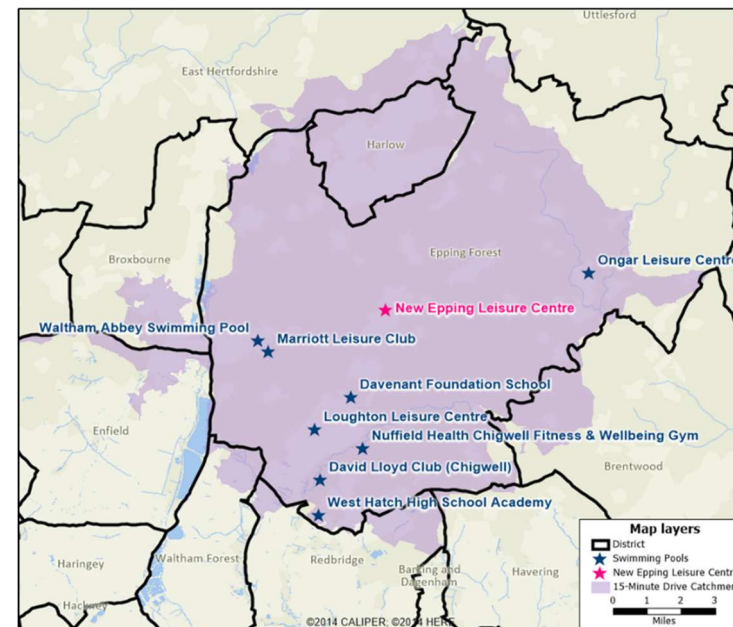 Uttlesford
East Hertfordshire
Harlow
Epping Forest
Broxbourne
Ongar Leisure Centre
New Epping Leisure Centre
Waltham Abbey Swimming Pool
Marriott Leisure Club
Davenant Foundation School
Loughton Leisure Centre
Nuffield Health Chigwell Fitness & Wellbeing Gym
Enfield
David Lloyd Club (Chigwell)
Brentwood
West Hatch High School Academy
Haringey
Waltham Forest
Redbridge
Barking and
Dagenham
Havering
Hackney
Map layers
District
Swimming Pools
New Epping Leisure Centr
15-Minute Drive Catchmen
0 1 2 3
Miles
©2014 CALIPER; ©2014 HERE